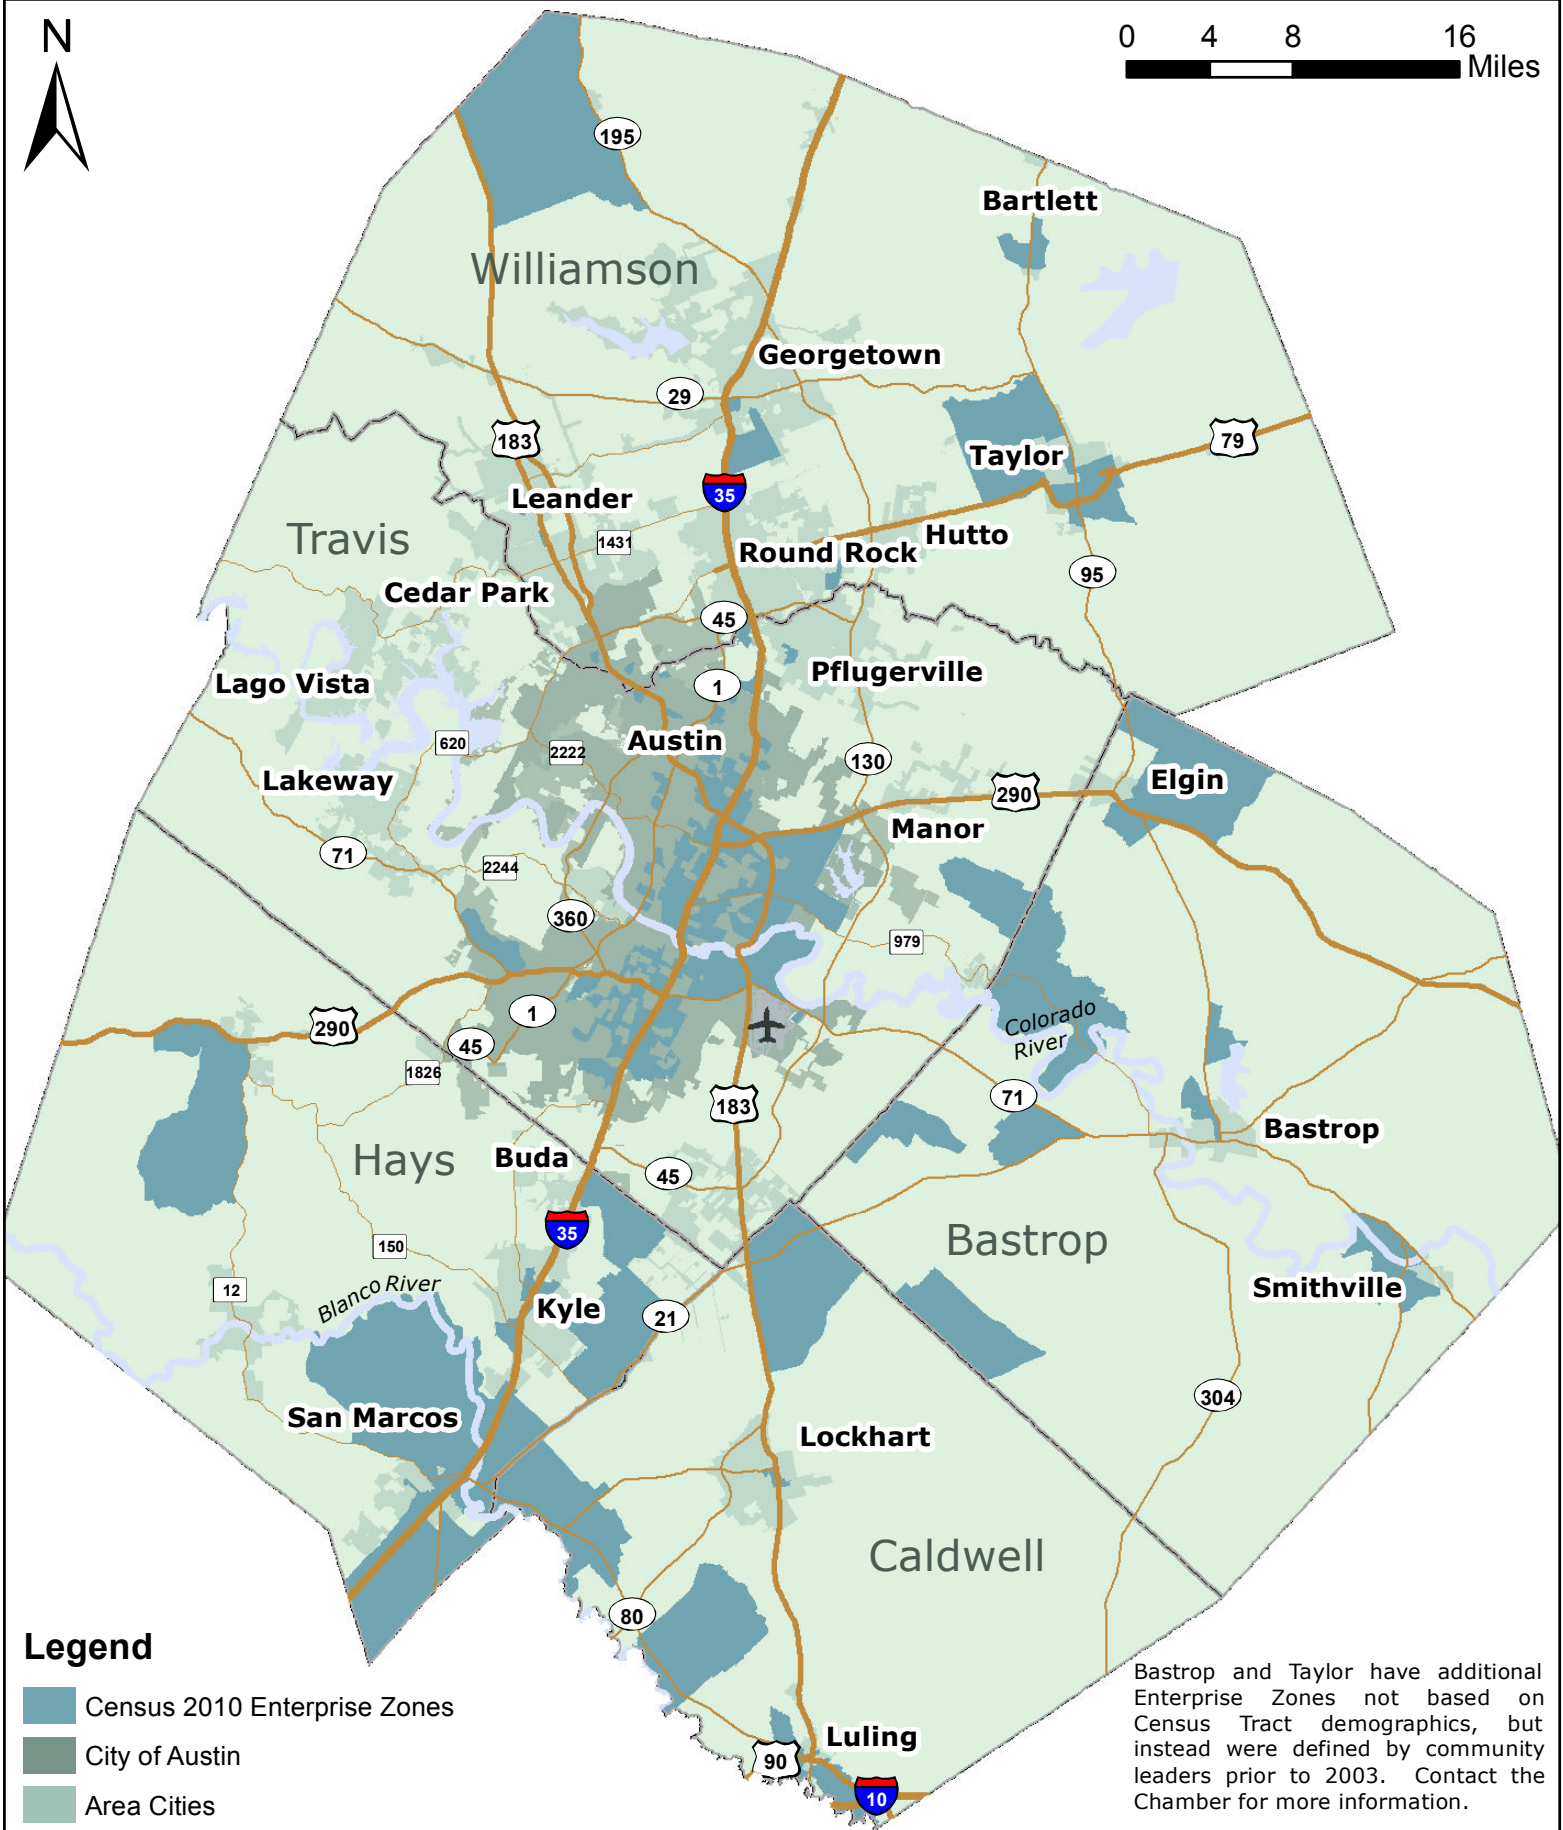 N
0 4 8 16
Miles
195
Bartlett
Williamson
Georgetown
29
183
79
Taylor
35
Leander
Travis
1431
Hutto
Round Rock
95
Cedar Park
45
Pflugerville
Lago Vista
1
620
2222
Austin
130
Lakeway
290
Elgin
Manor
71
2244
360
979
1
290
Colorado
River
45
1826
71
183
Bastrop
Hays
Buda
45
35
150
Bastrop
12
Blanco River
Smithville
Kyle
21
304
San Marcos
Lockhart
Caldwell
80
Legend
Census 2010 Enterprise Zones
City of Austin
Area Cities
Luling
90
10
Bastrop and Taylor have additional
Enterprise Zones not based on
Census Tract demographics, but
instead were defined by community
leaders prior to 2003. Contact the
Chamber for more information.